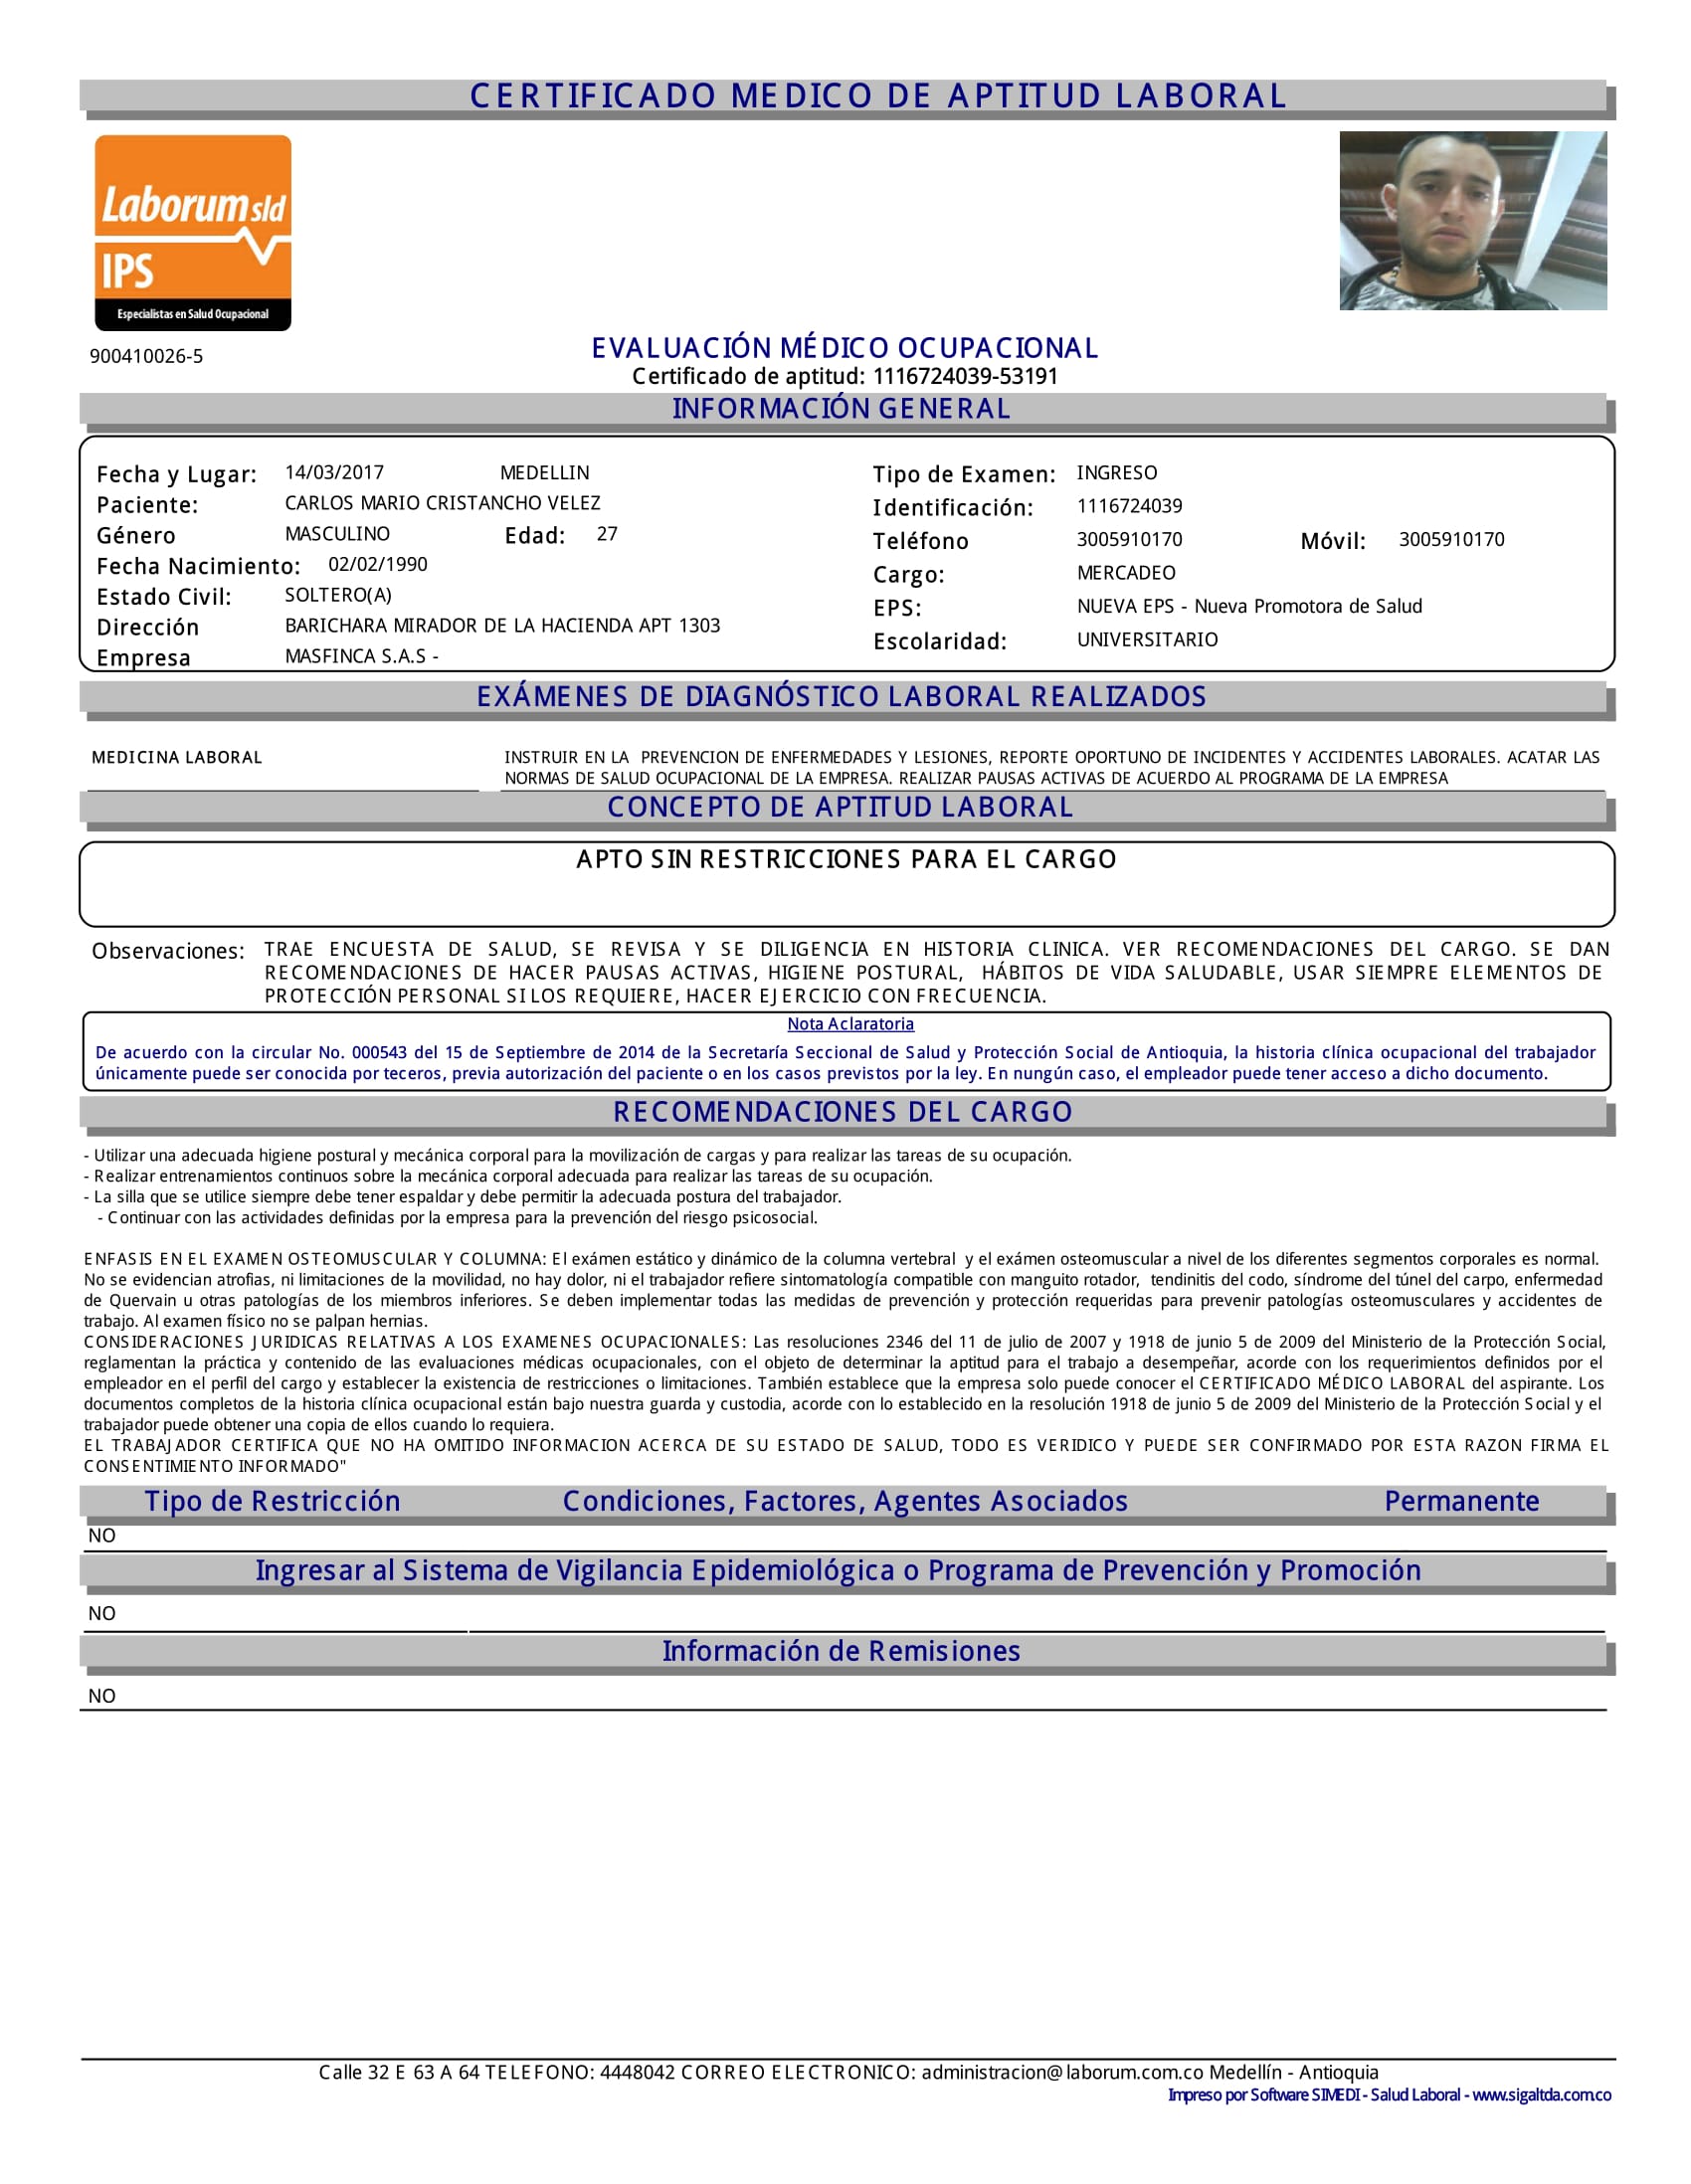 CERTIFICADO MEDICO DE APTITUD LABORAL
Laborum sld
IPS
Especialistas en Salud Ocupacional
900410026-5
EVALUACIÓN MÉDICO OCUPACIONAL
Certificado de aptitud: 1116724039-53191
INFORMACIÓN GENERAL
Fecha y Lugar: 14/03/2017 MEDELLIN Tipo de Examen: INGRESO
Paciente: CARLOS MARIO CRISTANCHO VELEZ Identificación: 1116724039
Género MASCULINO Edad: 27 Teléfono 3005910170 Móvil: 3005910170
Fecha Nacimiento: 02/02/1990 Cargo: MERCADEO
Estado Civil: SOLTERO(A) EPS: NUEVA EPS - Nueva Promotora de Salud
Dirección BARICHARA MIRADOR DE LA HACIENDA APT 1303 Escolaridad: UNIVERSITARIO
Empresa MASFINCA S.A.S -
EXÁMENES DE DIAGNÓSTICO LABORAL REALIZADOS
MEDICINA LABORAL INSTRUIR EN LA PREVENCION DE ENFERMEDADES Y LESIONES, REPORTE OPORTUNO DE INCIDENTES Y ACCIDENTES LABORALES. ACATAR LAS
NORMAS DE SALUD OCUPACIONAL DE LA EMPRESA. REALIZAR PAUSAS ACTIVAS DE ACUERDO AL PROGRAMA DE LA EMPRESA
CONCEPTO DE APTITUD LABORAL
APTO SIN RESTRICCIONES PARA EL CARGO
Observaciones: TRAE ENCUESTA DE SALUD, SE REVISA Y SE DILIGENCIA EN HISTORIA CLINICA. VER RECOMENDACIONES DEL CARGO. SE DAN
RECOMENDACIONES DE HACER PAUSAS ACTIVAS, HIGIENE POSTURAL, HÁBITOS DE VIDA SALUDABLE, USAR SIEMPRE ELEMENTOS DE
PROTECCIÓN PERSONAL SI LOS REQUIERE, HACER EJERCICIO CON FRECUENCIA.
Nota Aclaratoria
De acuerdo con la circular No. 000543 del 15 de Septiembre de 2014 de la Secretaría Seccional de Salud y Protección Social de Antioquia, la historia clínica ocupacional del trabajador
únicamente puede ser conocida por teceros, previa autorización del paciente o en los casos previstos por la ley. En nungún caso, el empleador puede tener acceso a dicho documento.
RECOMENDACIONES DEL CARGO
- Utilizar una adecuada higiene postural y mecánica corporal para la movilización de cargas y para realizar las tareas de su ocupación.
- Realizar entrenamientos continuos sobre la mecánica corporal adecuada para realizar las tareas de su ocupación.
- La silla que se utilice siempre debe tener espaldar y debe permitir la adecuada postura del trabajador.
- Continuar con las actividades definidas por la empresa para la prevención del riesgo psicosocial.
ENFASIS EN EL EXAMEN OSTEOMUSCULAR Y COLUMNA: El exámen estático y dinámico de la columna vertebral y el exámen osteomuscular a nivel de los diferentes segmentos corporales es normal.
No se evidencian atrofias, ni limitaciones de la movilidad, no hay dolor, ni el trabajador refiere sintomatología compatible con manguito rotador, tendinitis del codo, síndrome del túnel del carpo, enfermedad
de Quervain u otras patologías de los miembros inferiores. Se deben implementar todas las medidas de prevención y protección requeridas para prevenir patologías osteomusculares y accidentes de
trabajo. Al examen físico no se palpan hernias.
CONSIDERACIONES JURIDICAS RELATIVAS A LOS EXAMENES OCUPACIONALES: Las resoluciones 2346 del 11 de julio de 2007 y 1918 de junio 5 de 2009 del Ministerio de la Protección Social,
reglamentan la práctica y contenido de las evaluaciones médicas ocupacionales, con el objeto de determinar la aptitud para el trabajo a desempeñar, acorde con los requerimientos definidos por el
empleador en el perfil del cargo y establecer la existencia de restricciones o limitaciones. También establece que la empresa solo puede conocer el CERTIFICADO MÉDICO LABORAL del aspirante. Los
documentos completos de la historia clínica ocupacional están bajo nuestra guarda y custodia, acorde con lo establecido en la resolución 1918 de junio 5 de 2009 del Ministerio de la Protección Social y el
trabajador puede obtener una copia de ellos cuando lo requiera.
EL TRABAJADOR CERTIFICA QUE NO HA OMITIDO INFORMACION ACERCA DE SU ESTADO DE SALUD, TODO ES VERIDICO Y PUEDE SER CONFIRMADO POR ESTA RAZON FIRMA EL
CONSENTIMIENTO INFORMADO"
Tipo de Restricción Condiciones, Factores, Agentes Asociados Permanente
NO
Ingresar al Sistema de Vigilancia Epidemiológica o Programa de Prevención y Promoción
NO
Información de Remisiones
NO
Calle 32 E 63 A 64 TELEFONO: 4448042 CORREO ELECTRONICO: administracion@laborum.com.co Medellín - Antioquia
Impreso por Software SIMEDI - Salud Laboral - www.sigaltda.com.co